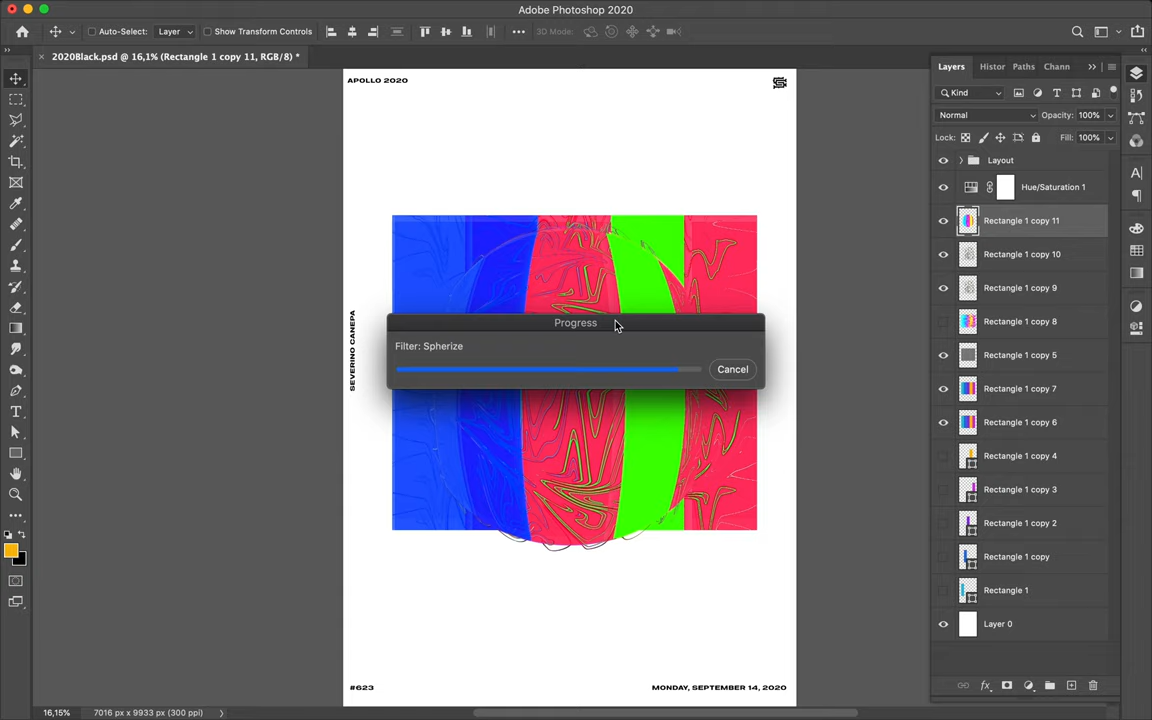 Adobe Photoshop 2020
Auto-Select: Layer Show Transform Controls ••• 3D Mode:
2020Black.psd @ 16,1% (Rectangle 1 copy 11, RGB/8) *
Layers Histor Paths Chann
Kind
Normal Opacity: 100%
Lock: Fill: 100%
Layout
Hue/Saturation 1
Rectangle 1 copy 11
Rectangle 1 copy 10
Rectangle 1 copy 9
Rectangle 1 copy 8
Rectangle 1 copy 5
Rectangle 1 copy 7
Rectangle 1 copy 6
Rectangle 1 copy 4
Rectangle 1 copy 3
Rectangle 1 copy 2
Rectangle 1 copy
Rectangle 1
Layer 0
APOLLO 2020
SEVERINO CANEPA
Progress
Filter: Spherize
Cancel
#623
MONDAY, SEPTEMBER 14, 2020
16,15% 7016 px x 9933 px (300 ppi)